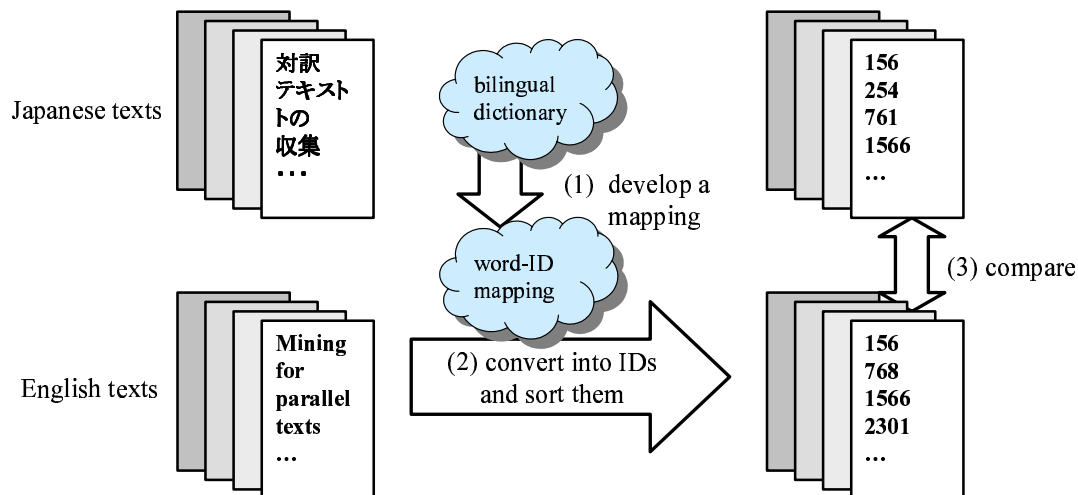 Japanese texts
対訳
テキスト
トの
収集
･･･
bilingual
dictionary
(1) develop a
mapping
word-ID
mapping
156
254
761
1566
...
(3) compare
English texts
Mining
for
parallel
texts
...
(2) convert into IDs
and sort them
156
768
1566
2301
...